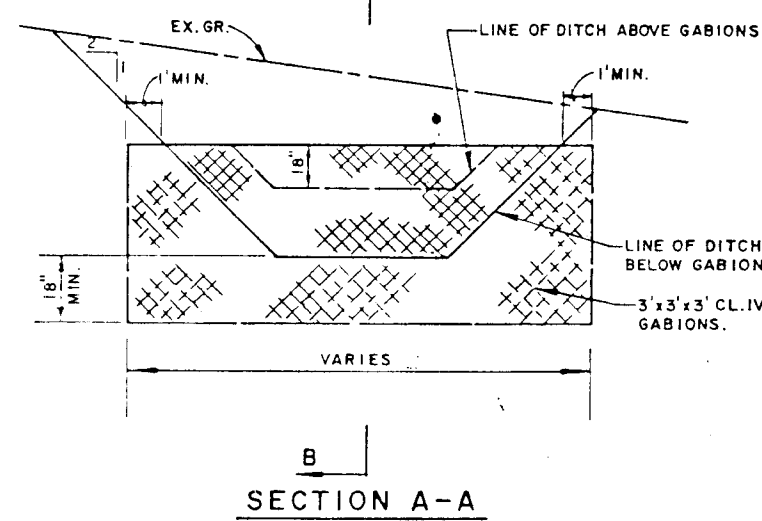 EX. GR.
LINE OF DITCH ABOVE GABIONS
2
1
1' MIN.
1' MIN.
18"
LINE OF DITCH
BELOW GABION
18"
MIN.
3'x3'x3' CL.IV
GABIONS.
VARIES
B
SECTION A-A